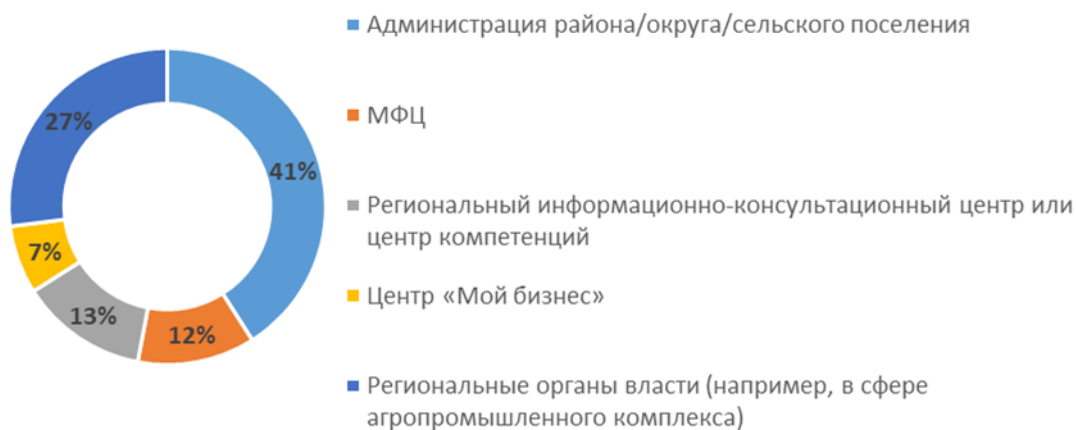 Администрация района/округа/сельского поселения
МФЦ
27%
41%
Региональный информационно-консультационный центр или
центр компетенций
7%
Центр «Мой бизнес»
13%
12%
Региональные органы власти (например, в сфере
агропромышленного комплекса)